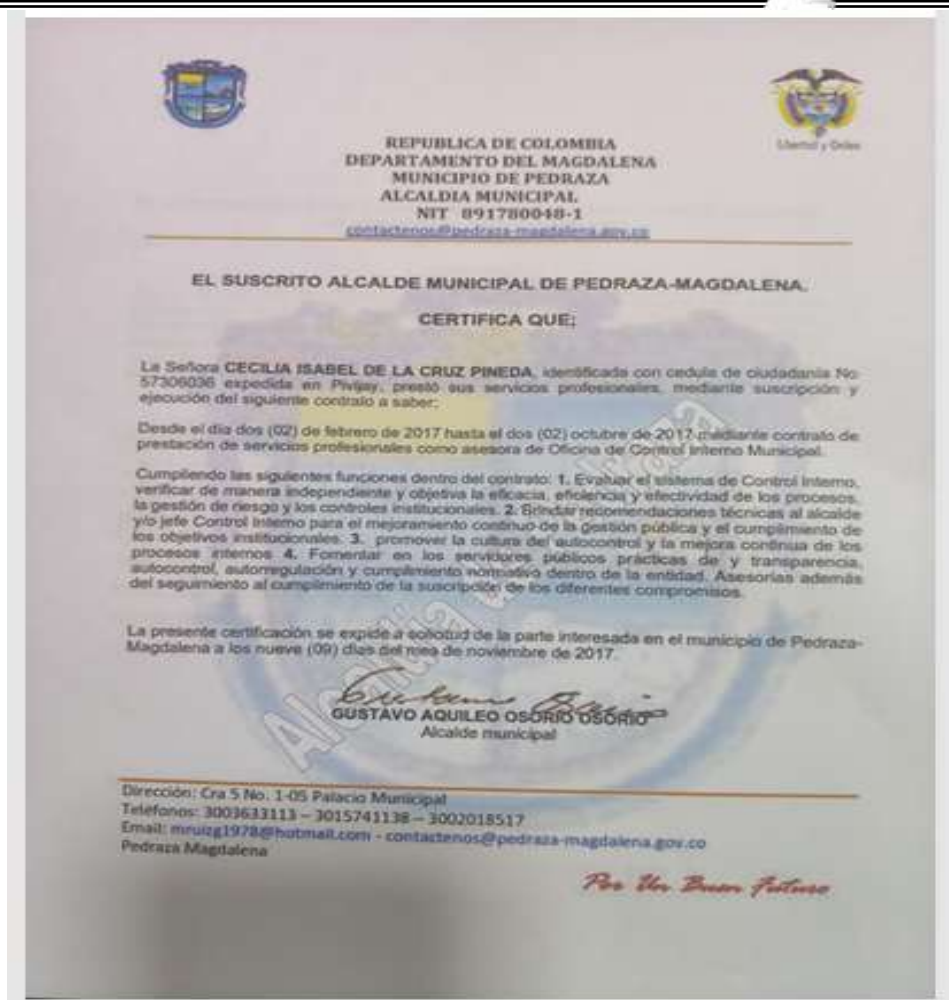 Libertad y Orden
REPUBLICA DE COLOMBIA
DEPARTAMENTO DEL MAGDALENA
MUNICIPIO DE PEDRAZA
ALCALDIA MUNICIPAL
NIT 891780048-1
contactenos@pedraza-magdalena.gov.co
EL SUSCRITO ALCALDE MUNICIPAL DE PEDRAZA-MAGDALENA.
CERTIFICA QUE;
La Señora CECILIA ISABEL DE LA CRUZ PINEDA, identificada con cedula de ciudadanía No
57306036 expedida en Pivijay, prestó sus servicios profesionales, mediante suscripción y
ejecución del siguiente contrato a saber;
Desde el día dos (02) de febrero de 2017 hasta el dos (02) octubre de 2017 mediante contrato de
prestación de servicios profesionales como asesora de Oficina de Control Interno Municipal.
Cumpliendo las siguientes funciones dentro del contrato: 1. Evaluar el sistema de Control Interno,
verificar de manera independiente y objetiva la eficacia, eficiencia y efectividad de los procesos,
la gestión de riesgo y los controles institucionales. 2. Brindar recomendaciones técnicas al alcalde
y/o jefe Control Interno para el mejoramiento continuo de la gestión pública y el cumplimiento de
los objetivos institucionales. 3. promover la cultura del autocontrol y la mejora continua de los
procesos internos 4. Fomentar en los servidores públicos prácticas de y transparencia,
autocontrol, autorregulación y cumplimiento normativo dentro de la entidad. Asesorías además
del seguimiento al cumplimiento de la suscripción de los diferentes compromisos.
La presente certificación se expide a solicitud de la parte interesada en el municipio de Pedraza-
Magdalena a los nueve (09) días del mes de noviembre de 2017.
GUSTAVO AQUILEO OSORIO OSORIO
Alcalde municipal
Dirección: Cra 5 No. 1-05 Palacio Municipal
Teléfonos: 3003633113 – 3015741138 – 3002018517
Email: mruizg1978@hotmail.com - contactenos@pedraza-magdalena.gov.co
Pedraza Magdalena
Por Un Buen Futuro